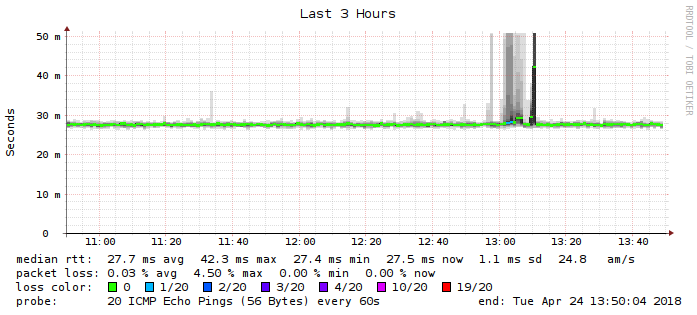 Last 3 Hours
RRDTOOL / TOBI OETIKER
Seconds
50 m
40 m
30 m
20 m
10 m
0
11:00 11:20 11:40 12:00 12:20 12:40 13:00 13:20 13:40
median rtt: 27.7 ms avg 42.3 ms max 27.4 ms min 27.5 ms now 1.1 ms sd 24.8 am/s
packet loss: 0.03 % avg 4.50 % max 0.00 % min 0.00 % now
loss color: 0 1/20 2/20 3/20 4/20 10/20 19/20
probe: 20 ICMP Echo Pings (56 Bytes) every 60s end: Tue Apr 24 13:50:04 2018